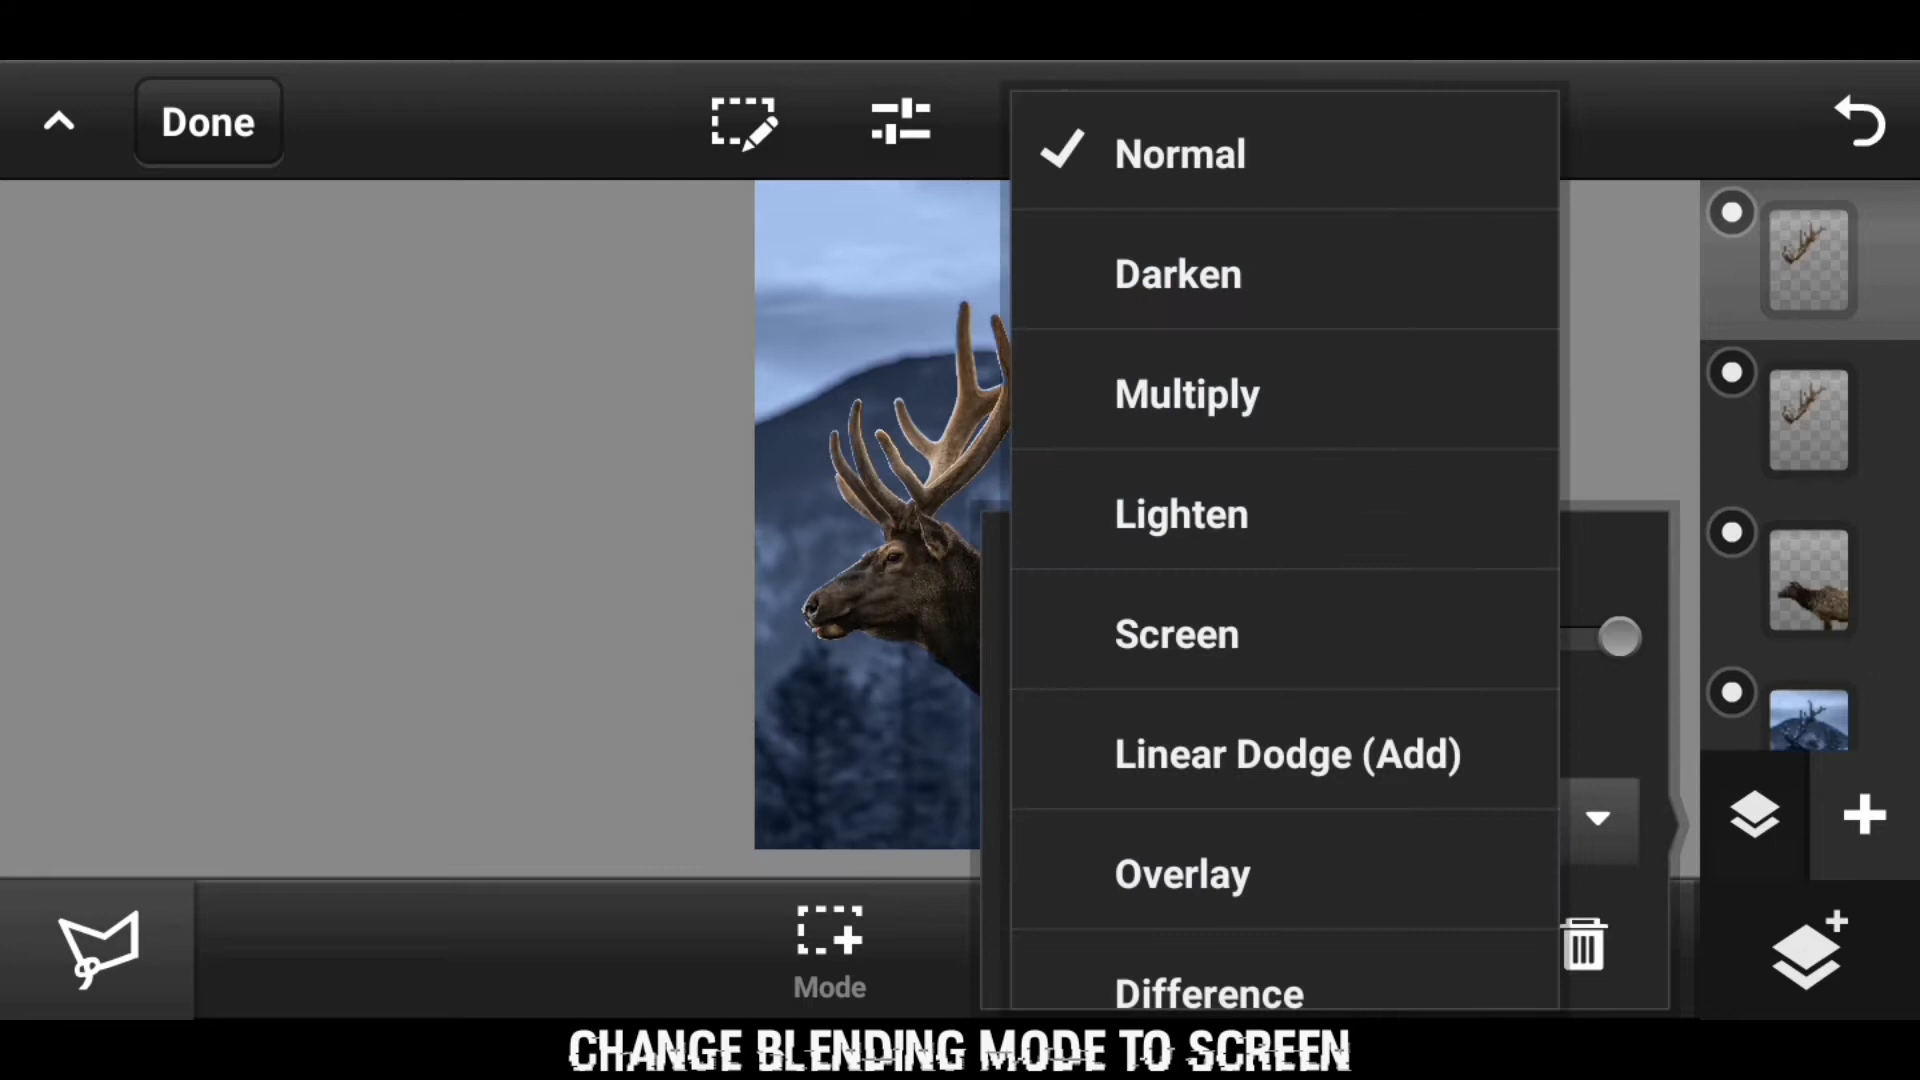 Done
Normal
Darken
Multiply
Lighten
Screen
Linear Dodge (Add)
Overlay
Difference
Mode
CHANGE BLENDING MODE TO SCREEN